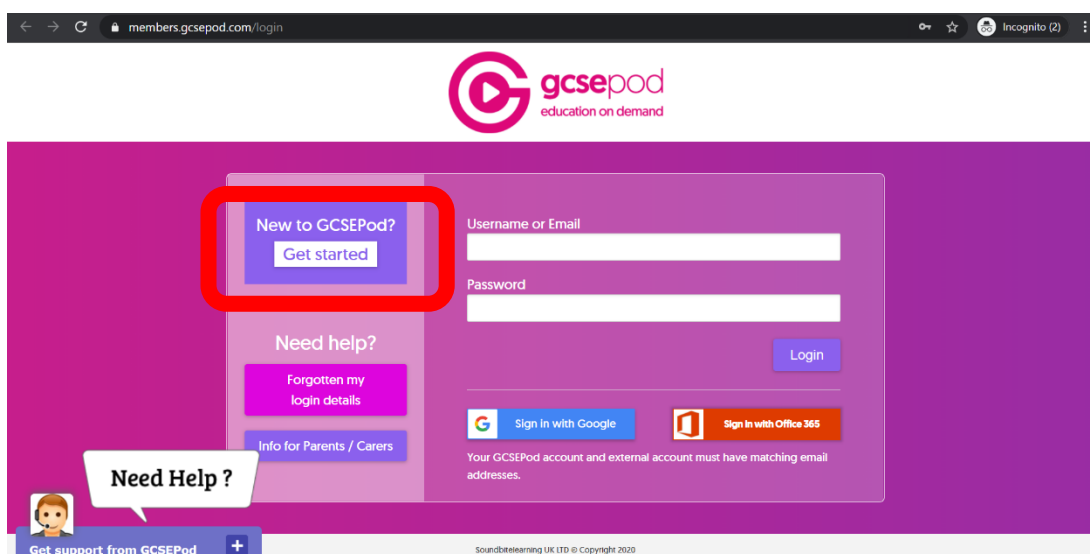 members.gcsepod.com/login
Incognito (2)
gcsepod
education on demand
New to GCSEPod?
Get started
Need help?
Forgotten my
login details
Info for Parents / Carers
Username or Email
Password
Login
Sign in with Google
Sign in with Office 365
Your GCSEPod account and external account must have matching email
addresses.
Need Help ?
Get support from GCSEPod
Soundbitelearning UK LTD © Copyright 2020